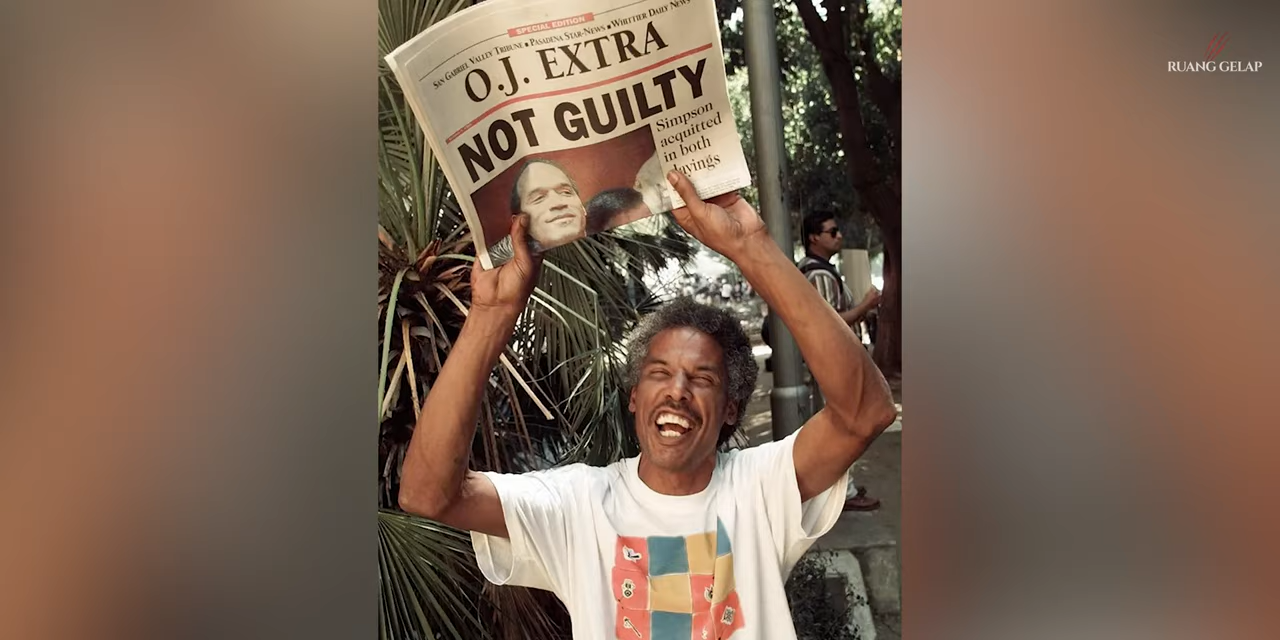 SPECIAL EDITION
SAN GABRIEL VALLEY TRIBUNE ■ PASADENA STAR-NEWS ■ WHITTIER DAILY NEWS
O.J. EXTRA
NOT GUILTY
Simpson
acquitted
in both
RUANG GELAP